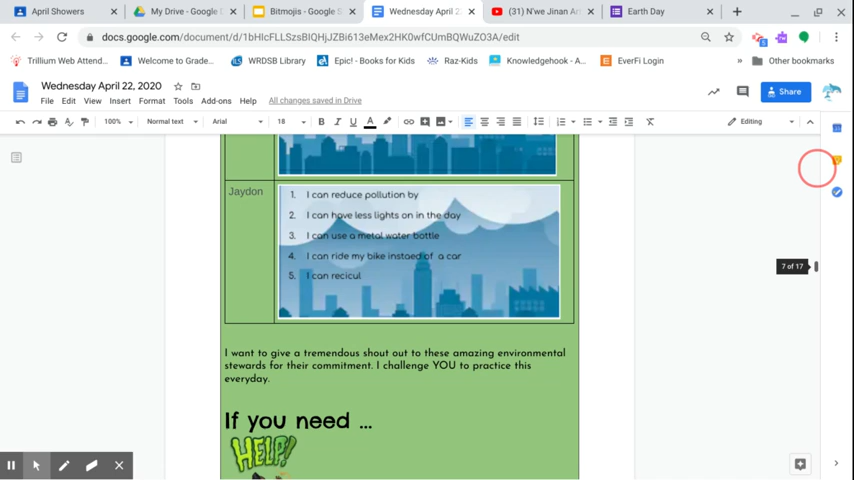 April Showers
My Drive - Google D
Bitmojis - Google S
Wednesday April 2
(31) N'we Jinan Art
Earth Day
docs.google.com/document/d/1bHIcFLLSzsBIQHjJZBi613eMex2HK0wfCUmBQWuZO3A/edit
Trillium Web Attend...
Welcome to Grade...
WRDSB Library
Epic! - Books for Kids
Raz-Kids
Knowledgehook - A...
EverFi Login
»
Other bookmarks
Wednesday April 22, 2020
File Edit View Insert Format Tools Add-ons Help All changes saved in Drive
Share
100% Normal text Arial 18 B I U A Editing
Jaydon
1. I can reduce pollution by
2. I can have less lights on in the day
3. I can use a metal water bottle
4. I can ride my bike instaed of a car
5. I can recicul
7 of 17
I want to give a tremendous shout out to these amazing environmental
stewards for their commitment. I challenge YOU to practice this
everyday.
If you need ...
HELP!